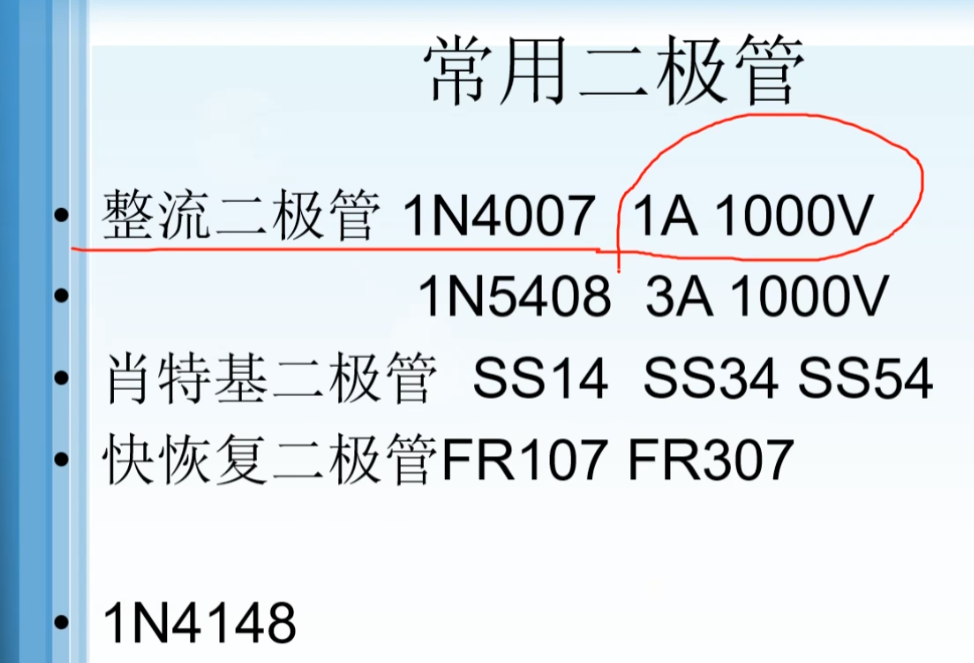 常用二极管
• 整流二极管 1N4007 1A 1000V
• 1N5408 3A 1000V
• 肖特基二极管 SS14 SS34 SS54
• 快恢复二极管FR107 FR307
• 1N4148